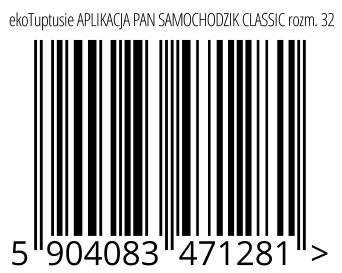 ekoTuptusie APLIKACJA PAN SAMOCHODZIK CLASSIC rozm. 32
5 904083 471281 >